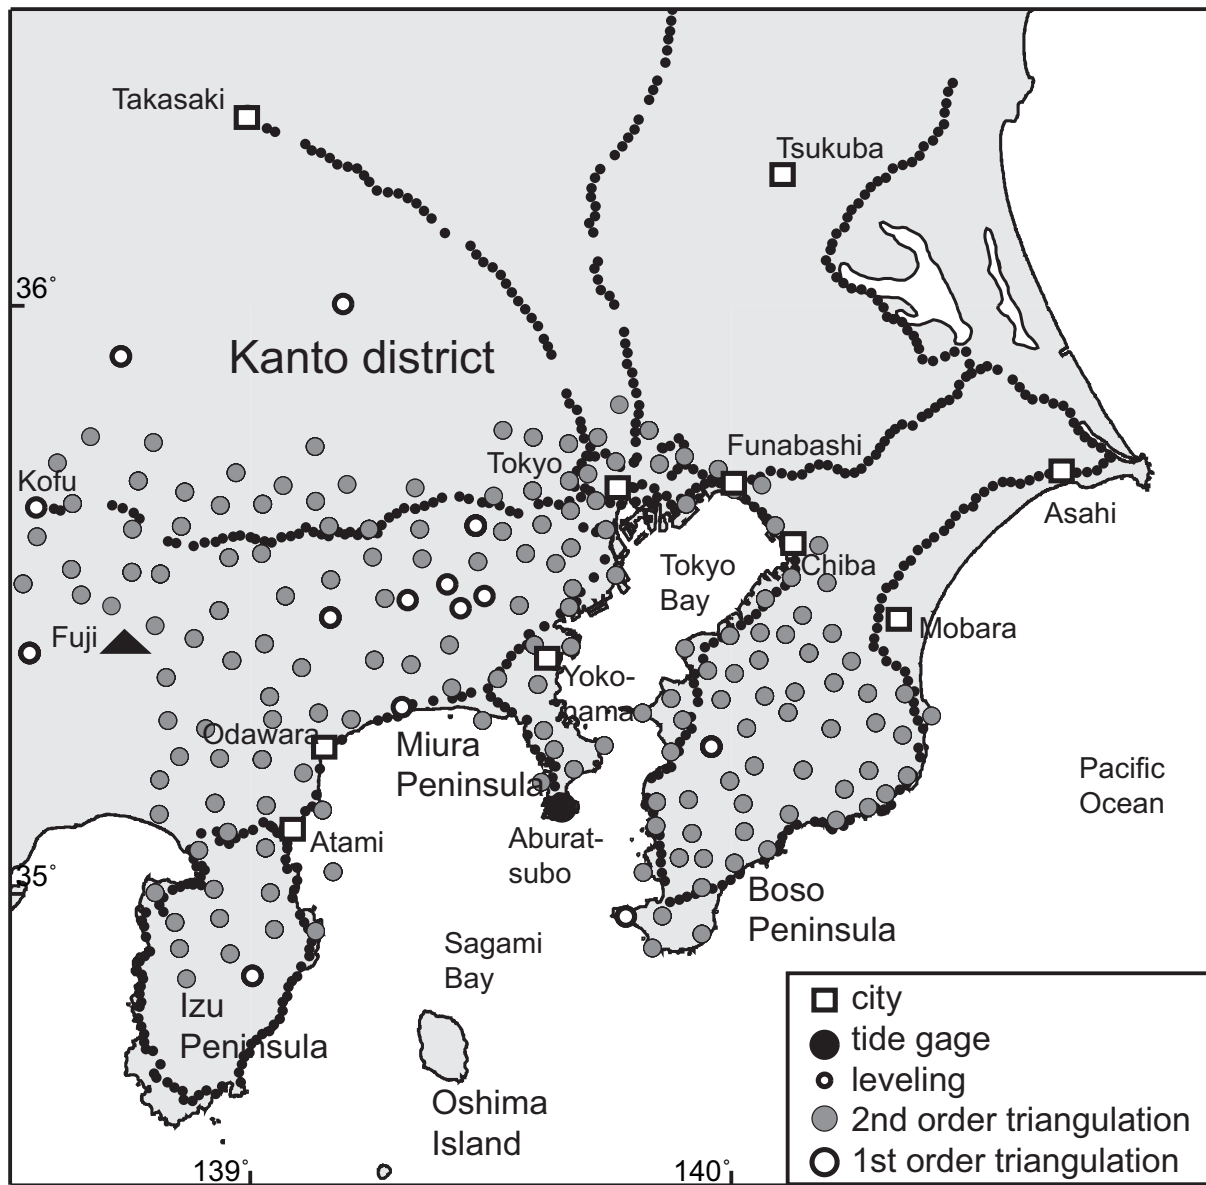 Takasaki
Tsukuba
36°
Kanto district
Funabashi
Tokyo
Kofu
Asahi
Tokyo
Bay
Chiba
Mobara
Fuji
Yoko-
hama
Odawara
Miura
Peninsula
Pacific
Ocean
Atami
Aburat-
subo
35°
Boso
Peninsula
Sagami
Bay
Izu
Peninsula
Oshima
Island
city
tide gage
leveling
2nd order triangulation
1st order triangulation
139°
140°